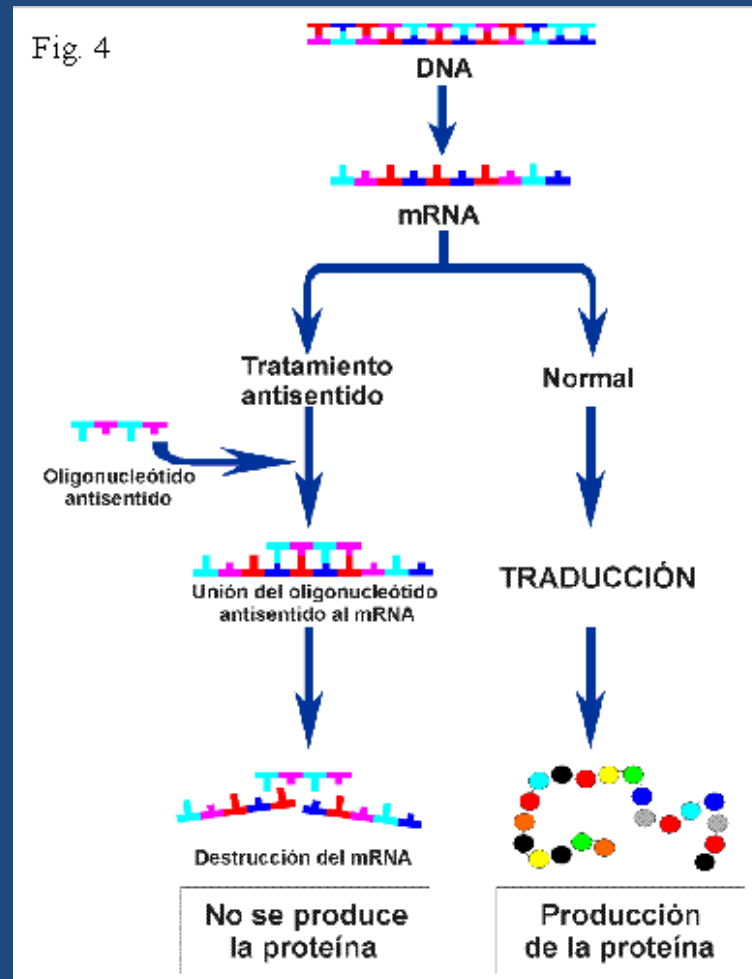 Fig. 4
DNA
mRNA
Tratamiento
antisentido
Normal
Oligonucleótido
antisentido
Unión del oligonucleótido
antisentido al mRNA
TRADUCCIÓN
Destrucción del mRNA
No se produce
la proteína
Producción
de la proteína